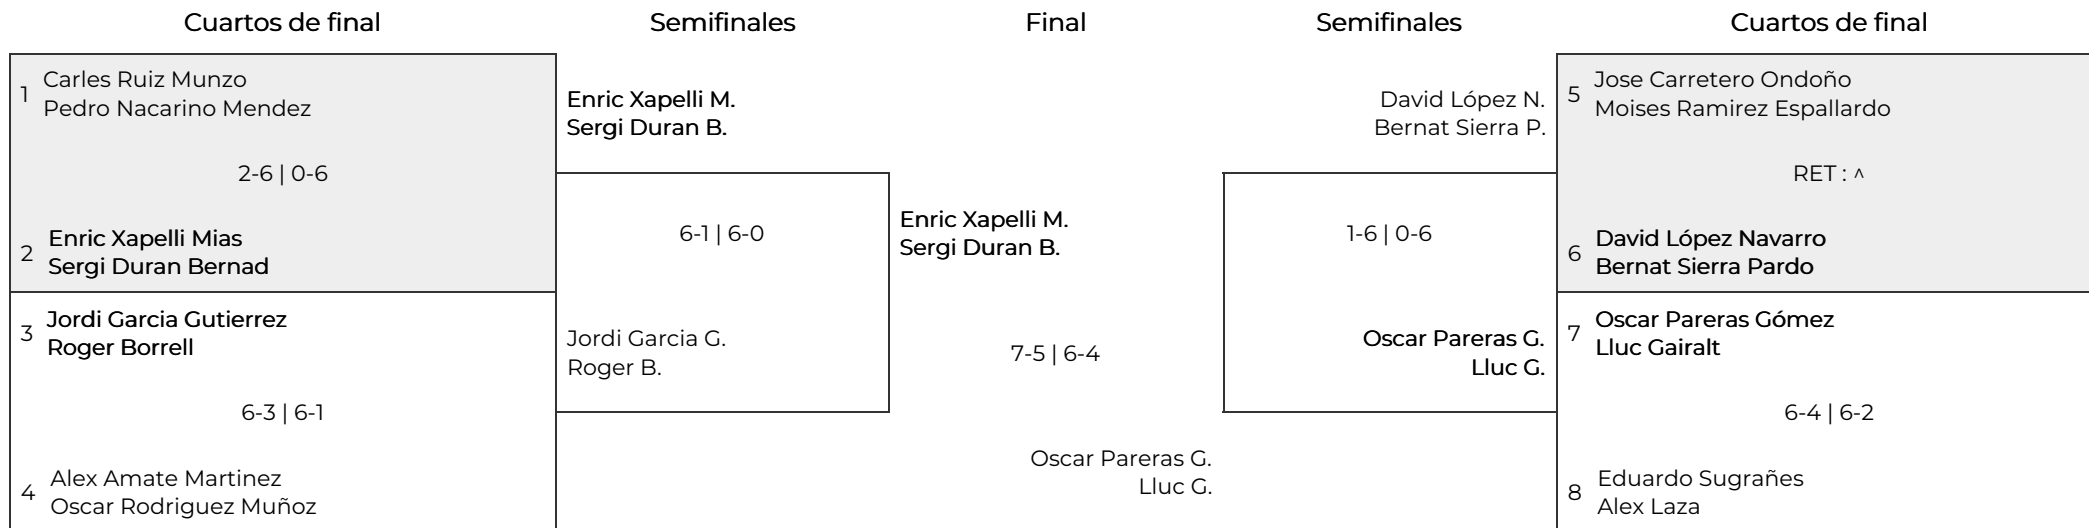 Cuartos de final
Semifinales
Final
Semifinales
Cuartos de final
1
Carles Ruiz Munzo
Pedro Nacarino Mendez
2-6 | 0-6
2
Enric Xapelli Mias
Sergi Duran Bernad
3
Jordi Garcia Gutierrez
Roger Borrell
6-3 | 6-1
4
Alex Amate Martinez
Oscar Rodriguez Muñoz
Enric Xapelli M.
Sergi Duran B.
6-1 | 6-0
Jordi Garcia G.
Roger B.
Enric Xapelli M.
Sergi Duran B.
7-5 | 6-4
Oscar Pareras G.
Lluc G.
David López N.
Bernat Sierra P.
1-6 | 0-6
Oscar Pareras G.
Lluc G.
5
Jose Carretero Ondoño
Moises Ramirez Espallardo
RET : ^
6
David López Navarro
Bernat Sierra Pardo
7
Oscar Pareras Gómez
Lluc Gairalt
6-4 | 6-2
8
Eduardo Sugrañes
Alex Laza